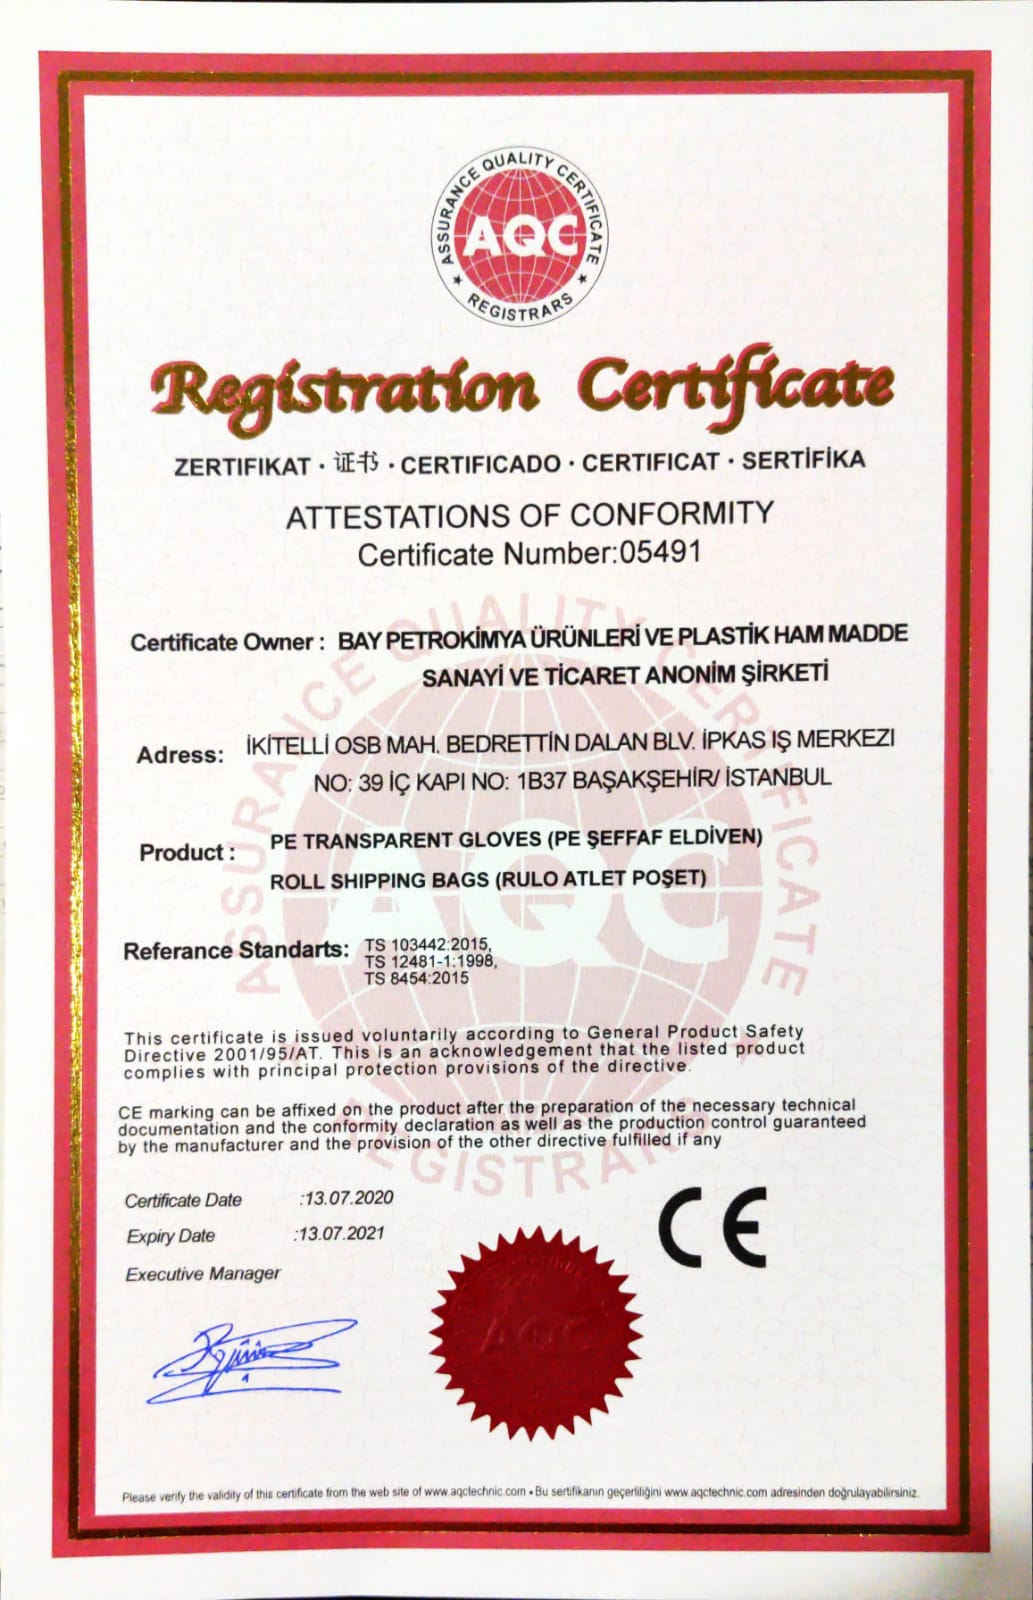 ASSURANCE QUALITY CERTIFICATE
AQC
REGISTRARS
Registration Certificate
ZERTIFIKAT · 证书 · CERTIFICADO · CERTIFICAT · SERTİFİKA
ATTESTATIONS OF CONFORMITY
Certificate Number:05491
Certificate Owner : BAY PETROKİMYA ÜRÜNLERİ VE PLASTİK HAM MADDE
SANAYİ VE TİCARET ANONİM ŞİRKETİ
Adress: İKİTELLİ OSB MAH. BEDRETTİN DALAN BLV. İPKAS IŞ MERKEZI
NO: 39 İÇ KAPI NO: 1B37 BAŞAKŞEHİR/ İSTANBUL
Product : PE TRANSPARENT GLOVES (PE ŞEFFAF ELDİVEN)
ROLL SHIPPING BAGS (RULO ATLET POŞET)
Referance Standarts: TS 103442:2015,
TS 12481-1:1998,
TS 8454:2015
This certificate is issued voluntarily according to General Product Safety
Directive 2001/95/AT. This is an acknowledgement that the listed product
complies with principal protection provisions of the directive.
CE marking can be affixed on the product after the preparation of the necessary technical
documentation and the conformity declaration as well as the production control guaranteed
by the manufacturer and the provision of the other directive fulfilled if any
Certificate Date :13.07.2020
Expiry Date :13.07.2021
Executive Manager
CE
AQC
Please verify the validity of this certificate from the web site of www.aqctechnic.com • Bu sertifikanın geçerliliğini www.aqctechnic.com adresinden doğrulayabilirsiniz.
ASSURANCE QUALITY CERTIFICATE
AQC
REGISTRARS